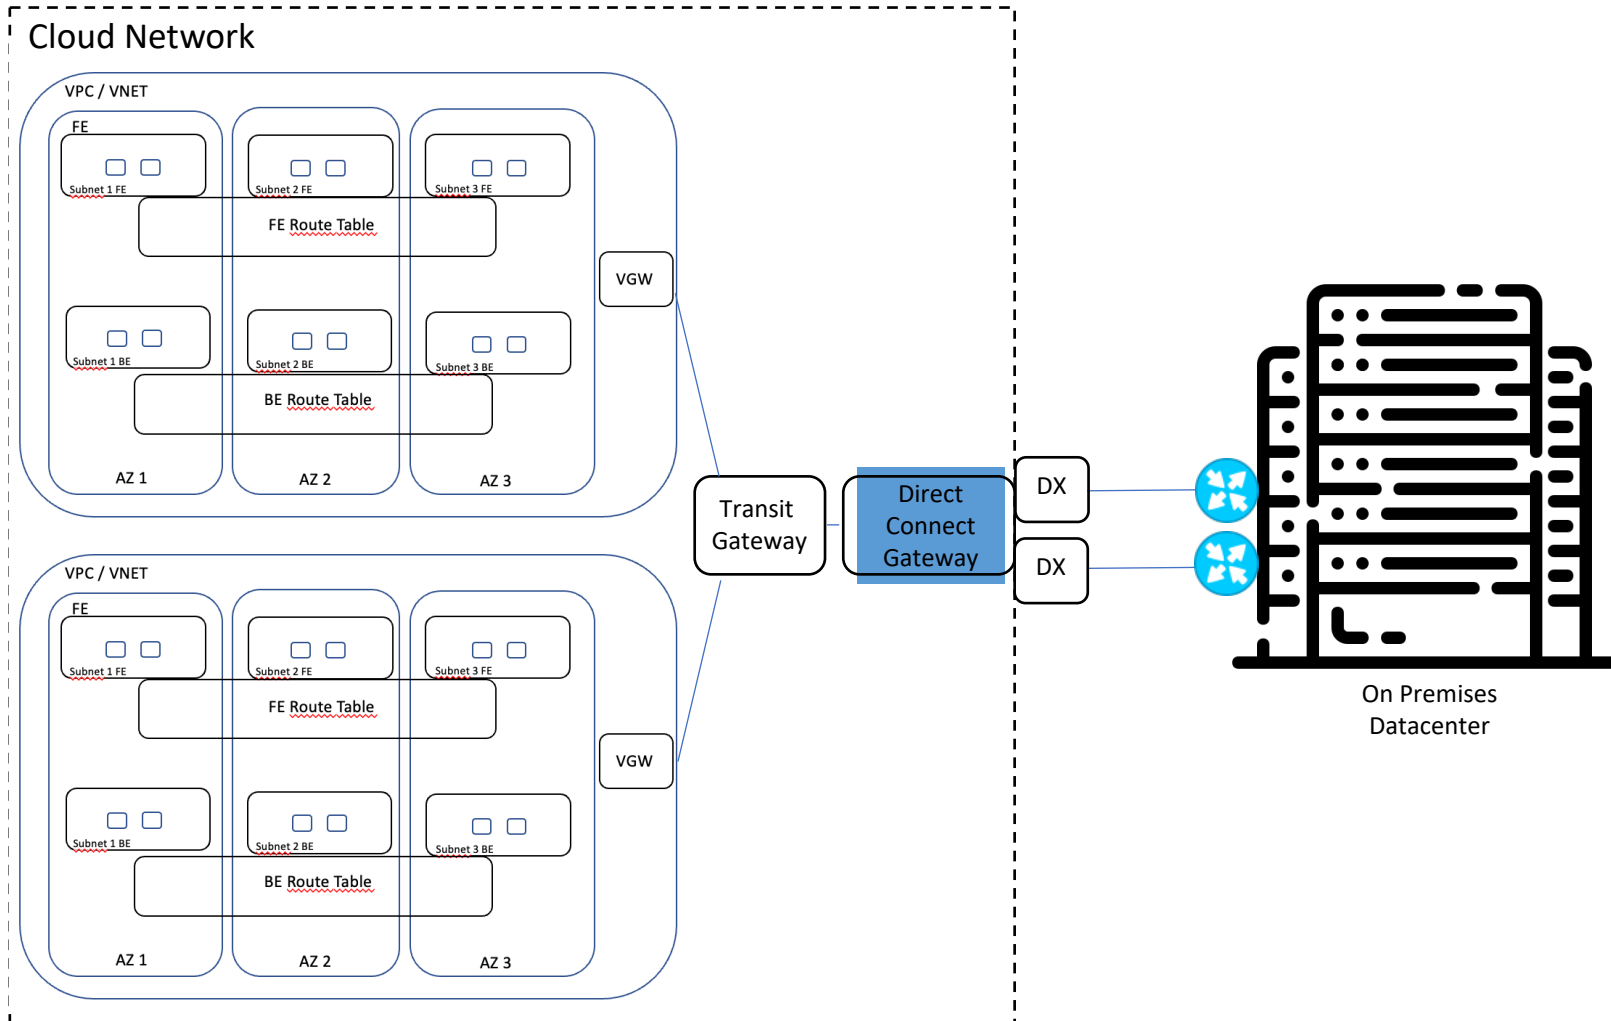 Cloud Network
VPC / VNET
FE
Subnet 1 FE
Subnet 2 FE
Subnet 3 FE
FE Route Table
VGW
Subnet 1 BE
Subnet 2 BE
Subnet 3 BE
BE Route Table
AZ 1
AZ 2
AZ 3
Transit
Gateway
Direct
Connect
Gateway
DX
DX
VPC / VNET
FE
Subnet 1 FE
Subnet 2 FE
Subnet 3 FE
FE Route Table
VGW
Subnet 1 BE
Subnet 2 BE
Subnet 3 BE
BE Route Table
AZ 1
AZ 2
AZ 3
On Premises
Datacenter